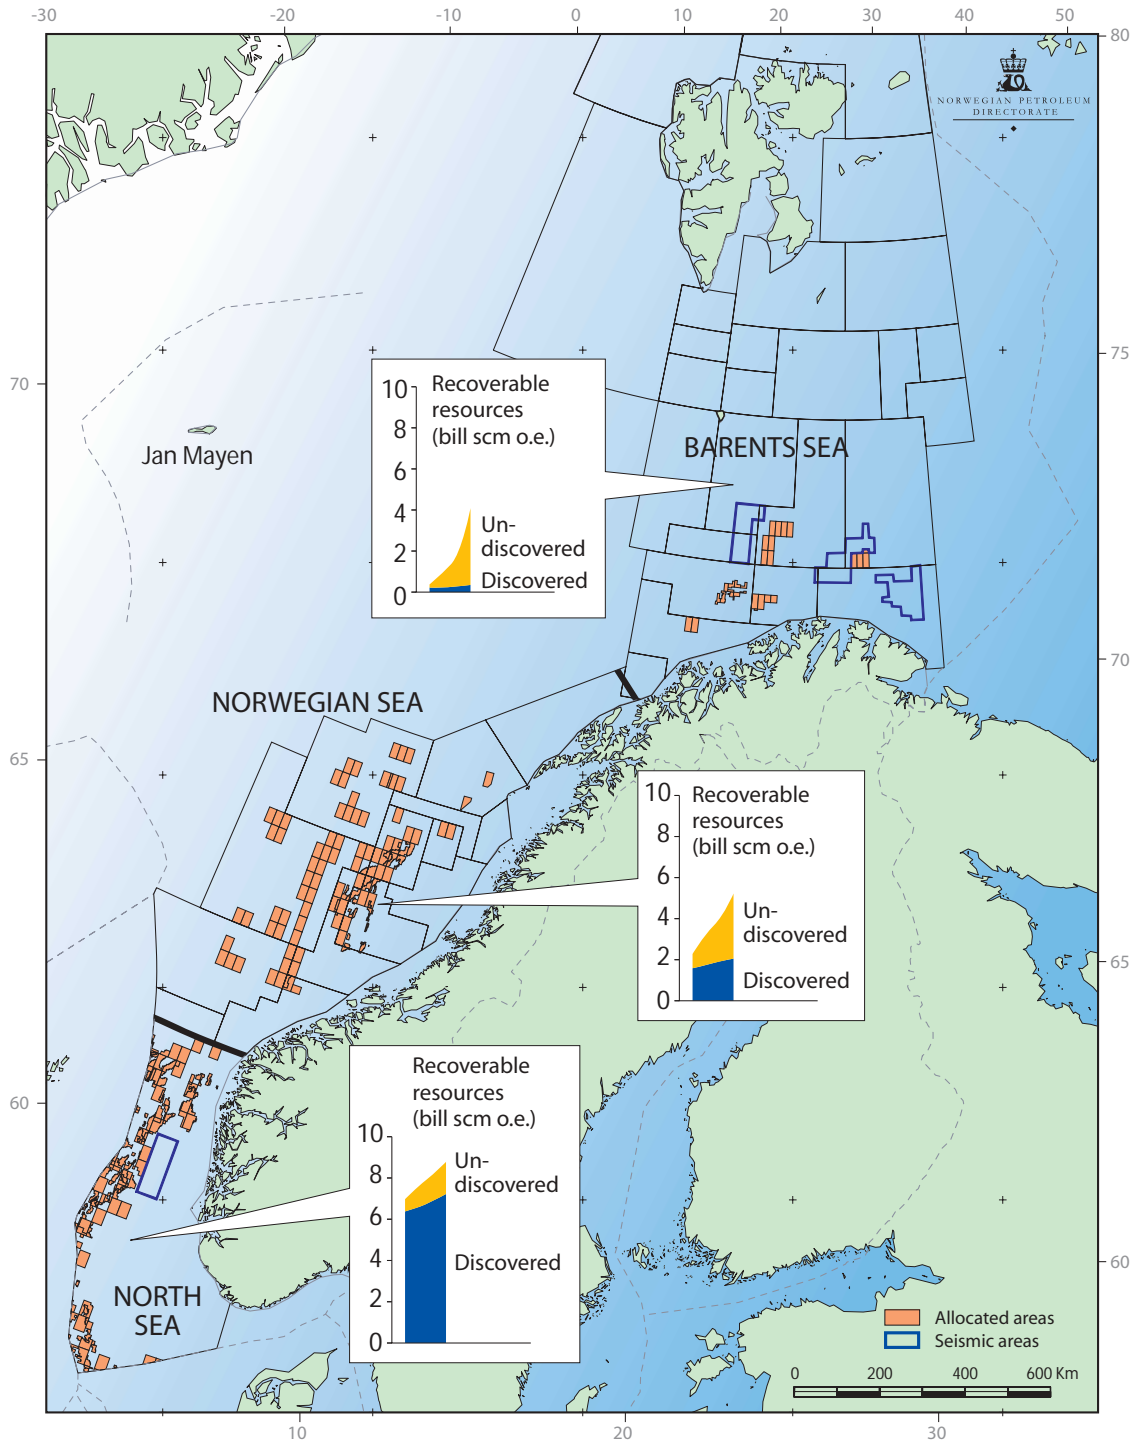 -30
-20
-10
0
10
20
30
40
50
80
NORWEGIAN PETROLEUM
DIRECTORATE
75
70
Jan Mayen
10
8
6
4
2
0
Recoverable
resources
(bill scm o.e.)
Un-
discovered
Discovered
BARENTS SEA
70
NORWEGIAN SEA
65
10
8
6
4
2
0
Recoverable
resources
(bill scm o.e.)
Un-
discovered
Discovered
65
60
Recoverable
resources
(bill scm o.e.)
10
8
6
4
2
0
Un-
discovered
Discovered
60
NORTH
SEA
Allocated areas
Seismic areas
0 200 400 600 Km
10
20
30